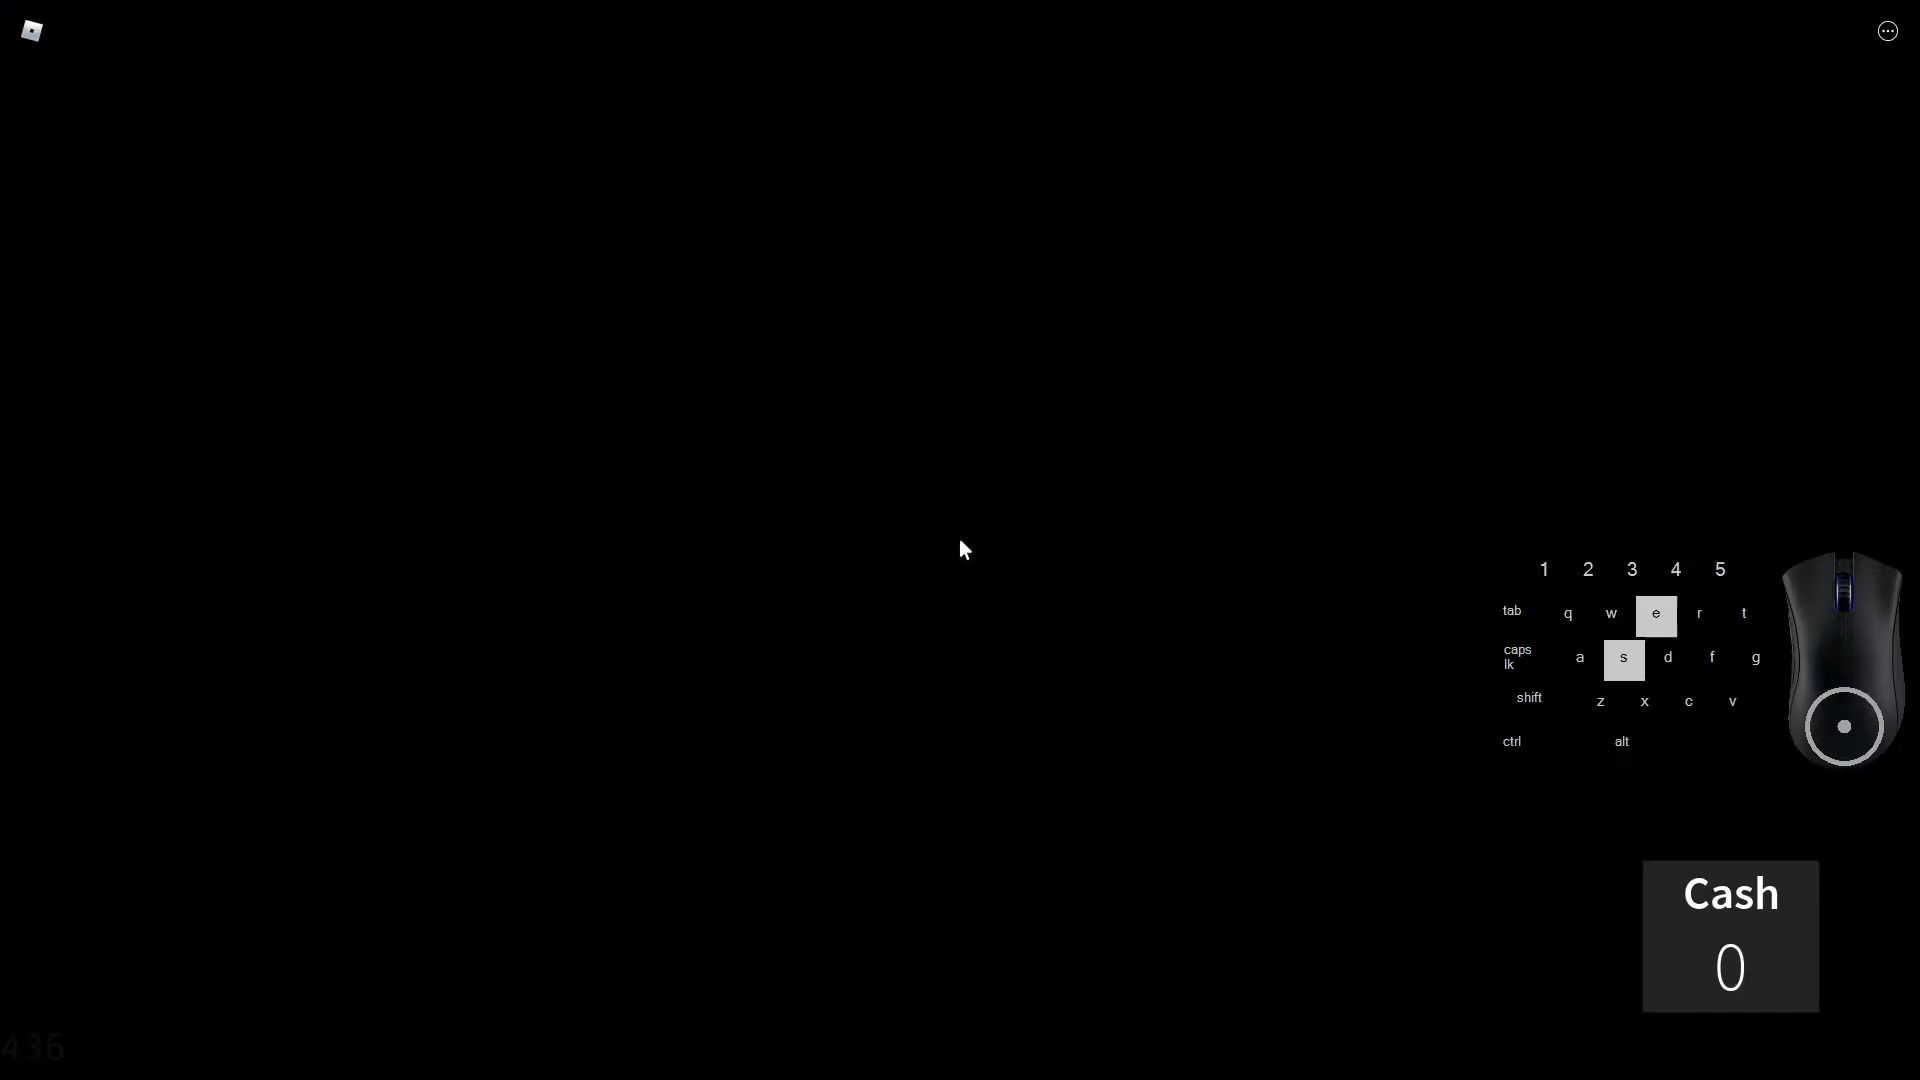 1 2 3 4 5
tab q w e r t
caps lk a s d f g
shift z x c v
ctrl alt
Cash
0
436